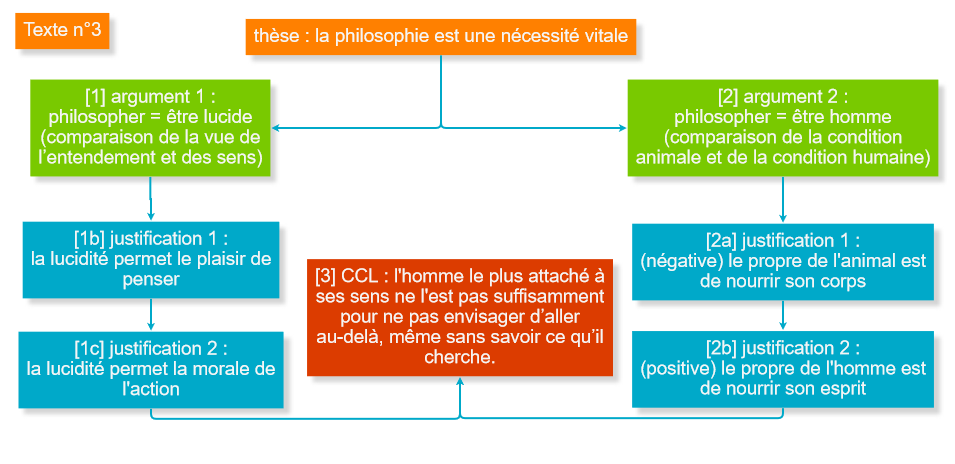 Texte n°3
thèse : la philosophie est une nécessité vitale
[1] argument 1 :
philosopher = être lucide
(comparaison de la vue de
l’entendement et des sens)
[2] argument 2 :
philosopher = être homme
(comparaison de la condition
animale et de la condition humaine)
[1b] justification 1 :
la lucidité permet le plaisir de
penser
[2a] justification 1 :
(négative) le propre de l'animal est
de nourrir son corps
[3] CCL : l'homme le plus attaché à
ses sens ne l'est pas suffisamment
pour ne pas envisager d’aller
au-delà, même sans savoir ce qu’il
cherche.
[1c] justification 2 :
la lucidité permet la morale de
l'action
[2b] justification 2 :
(positive) le propre de l'homme est
de nourrir son esprit